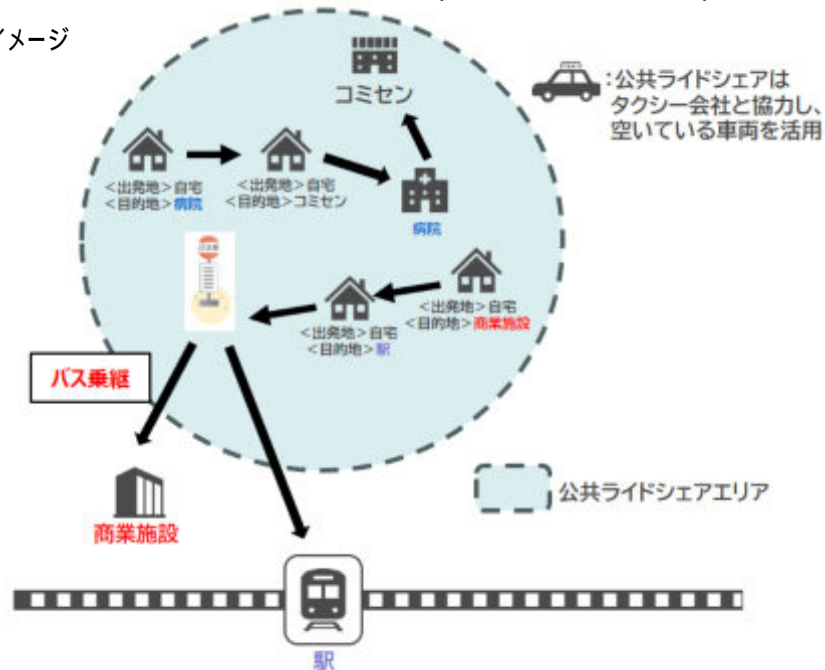 イメージ
コミセン
:公共ライドシェアは
タクシー会社と協力し、
空いている車両を活用
<出発地>自宅
<目的地>病院
<出発地>自宅
<目的地>コミセン
病院
<出発地>自宅
<目的地>商業施設
<出発地>自宅
<目的地>駅
バス乗継
商業施設
公共ライドシェアエリア
駅